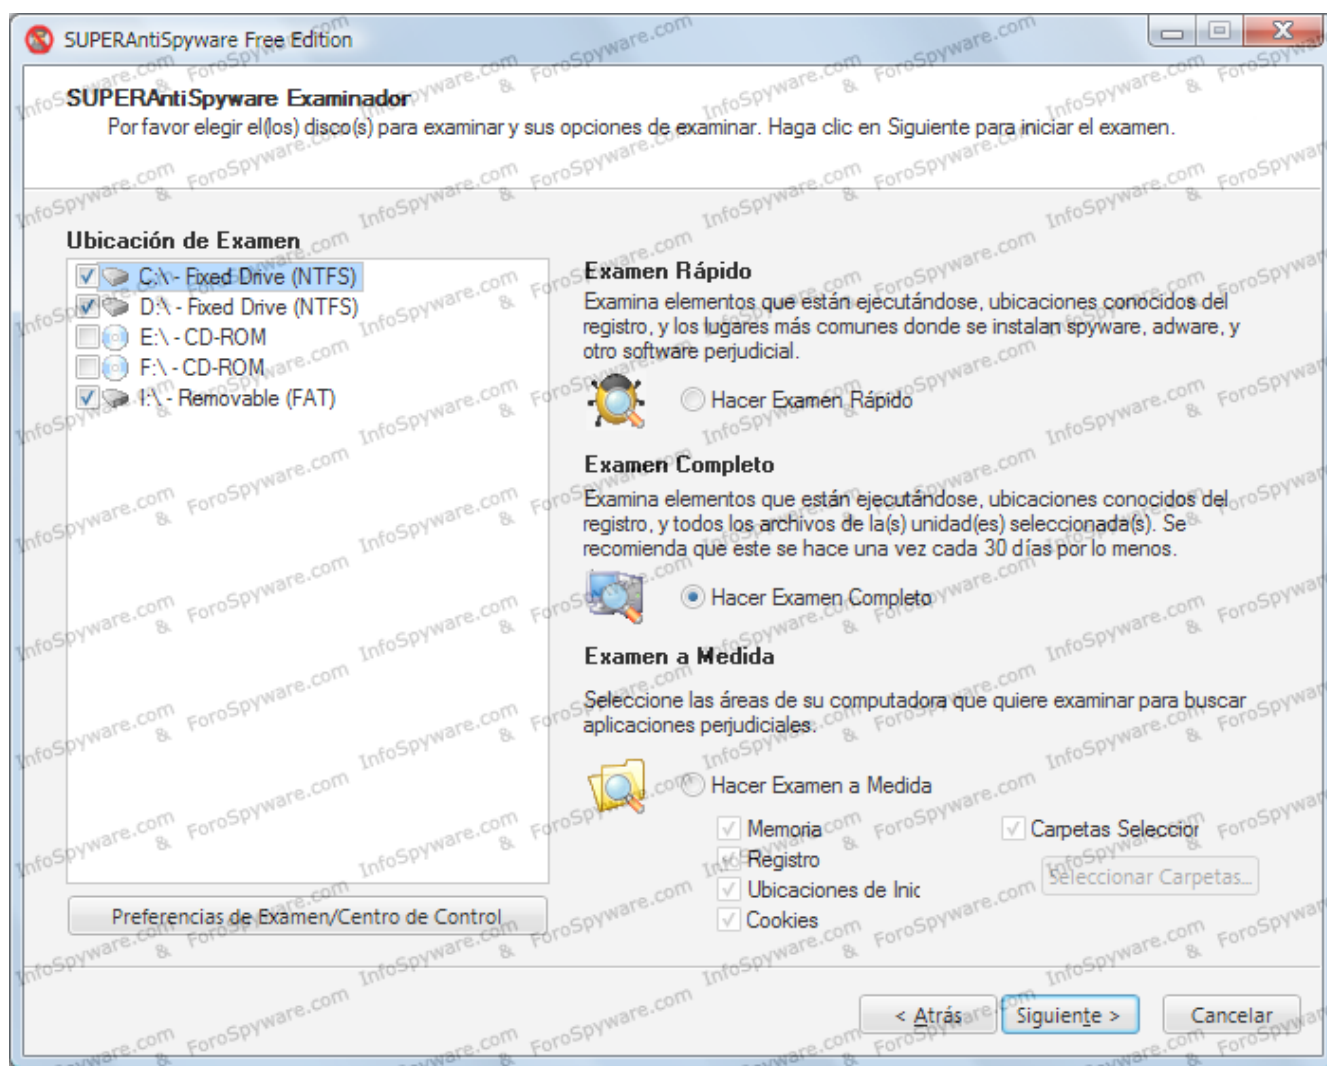 SUPERAntiSpyware Free Edition
SUPERAntiSpyware Examinador
Por favor elegir el(los) disco(s) para examinar y sus opciones de examinar. Haga clic en Siguiente para iniciar el examen.
Ubicación de Examen
C:\ - Fixed Drive (NTFS)
D:\ - Fixed Drive (NTFS)
E:\ - CD-ROM
F:\ - CD-ROM
I:\ - Removable (FAT)
Preferencias de Examen/Centro de Control
Examen Rápido
Examina elementos que están ejecutándose, ubicaciones conocidos del
registro, y los lugares más comunes donde se instalan spyware, adware, y
otro software perjudicial.
Hacer Examen Rápido
Examen Completo
Examina elementos que están ejecutándose, ubicaciones conocidos del
registro, y todos los archivos de la(s) unidad(es) seleccionada(s). Se
recomienda que este se hace una vez cada 30 días por lo menos.
Hacer Examen Completo
Examen a Medida
Seleccione las áreas de su computadora que quiere examinar para buscar
aplicaciones perjudiciales.
Hacer Examen a Medida
Memoria
Registro
Ubicaciones de Inic
Cookies
Carpetas Seleccior
Seleccionar Carpetas...
< Atrás
Siguiente >
Cancelar
InfoSpyware.com & ForoSpyware.com